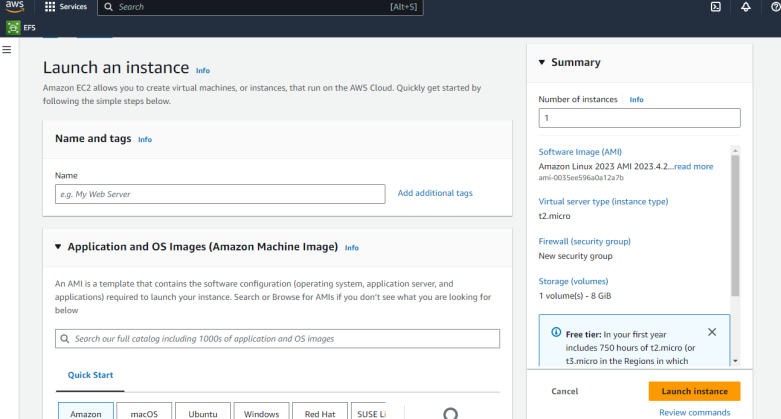 aws
Services
Search
[Alt+S]
EFS
Launch an instance Info
Amazon EC2 allows you to create virtual machines, or instances, that run on the AWS Cloud. Quickly get started by
following the simple steps below.
Name and tags Info
Name
e.g. My Web Server
Add additional tags
Application and OS Images (Amazon Machine Image) Info
An AMI is a template that contains the software configuration (operating system, application server, and
applications) required to launch your instance. Search or Browse for AMIs if you don't see what you are looking for
below
Search our full catalog including 1000s of application and OS images
Quick Start
Amazon
macOS
Ubuntu
Windows
Red Hat
SUSE Li
Summary
Number of instances Info
1
Software Image (AMI)
Amazon Linux 2023 AMI 2023.4.2...read more
ami-0035ee596a0a12a7b
Virtual server type (instance type)
t2.micro
Firewall (security group)
New security group
Storage (volumes)
1 volume(s) - 8 GiB
Free tier: In your first year
includes 750 hours of t2.micro (or
t3.micro in the Regions in which
Cancel
Launch instance
Review commands